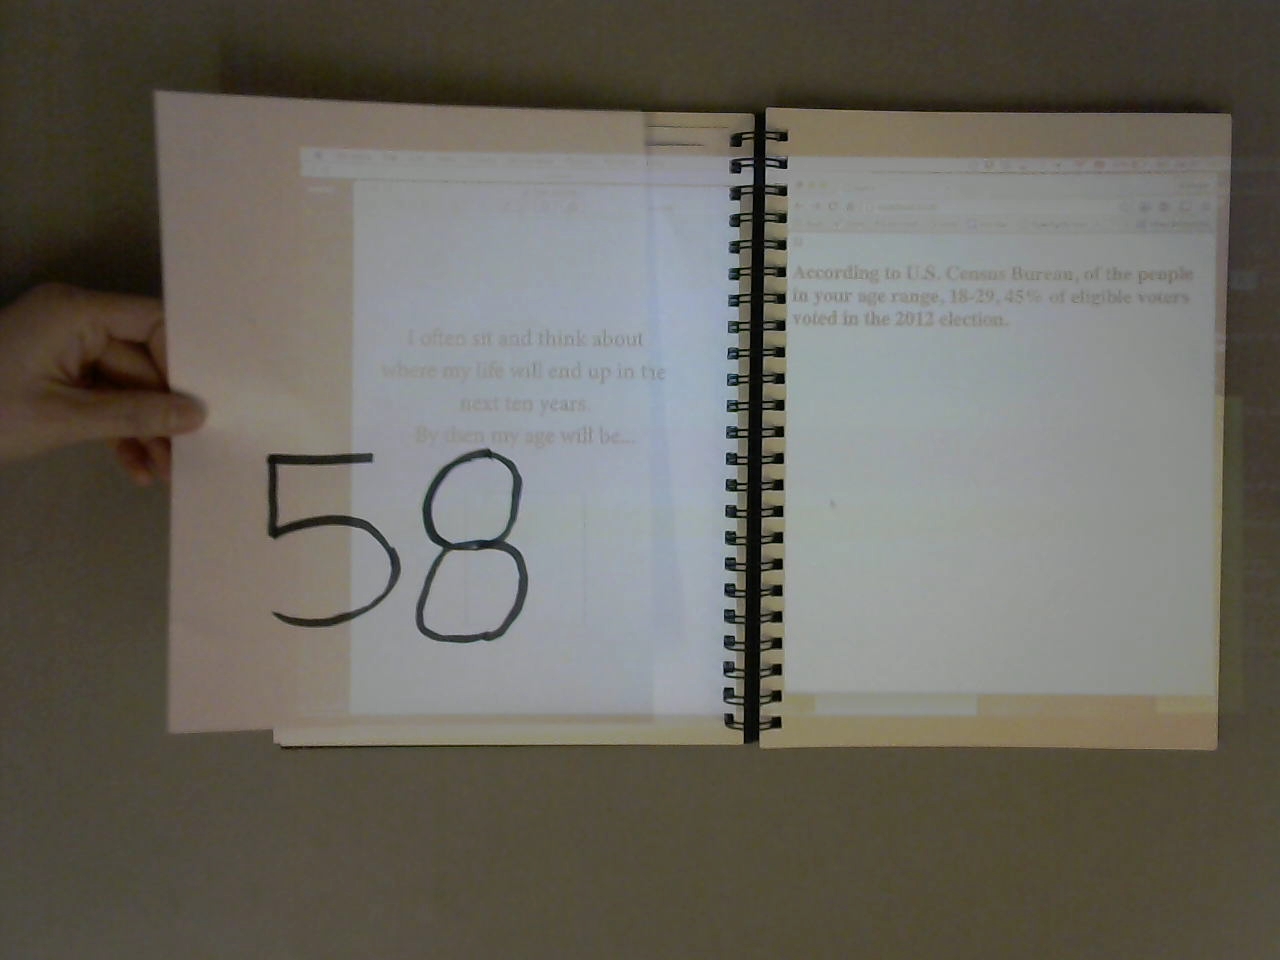 I often sit and think about
where my life will end up in the
next ten years.
By then my age will be...
58
According to U.S. Census Bureau, of the people
in your age range, 18-29, 45% of eligible voters
voted in the 2012 election.